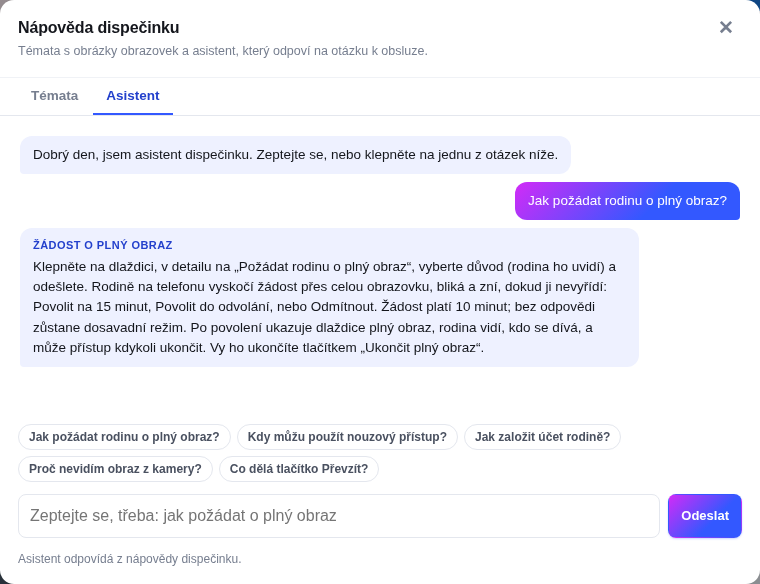 Nápověda dispečinku
✕
Témata s obrázky obrazovek a asistent, který odpoví na otázku k obsluze.
Témata
Asistent
Dobrý den, jsem asistent dispečinku. Zeptejte se, nebo klepněte na jednu z otázek níže.
Jak požádat rodinu o plný obraz?
ŽÁDOST O PLNÝ OBRAZ
Klepněte na dlaždici, v detailu na „Požádat rodinu o plný obraz“, vyberte důvod (rodina ho uvidí) a
odešlete. Rodině na telefonu vyskočí žádost přes celou obrazovku, bliká a zní, dokud ji nevyřídí:
Povolit na 15 minut, Povolit do odvolání, nebo Odmítnout. Žádost platí 10 minut; bez odpovědi
zůstane dosavadní režim. Po povolení ukazuje dlaždice plný obraz, rodina vidí, kdo se dívá, a
může přístup kdykoli ukončit. Vy ho ukončíte tlačítkem „Ukončit plný obraz“.
Jak požádat rodinu o plný obraz?
Kdy můžu použít nouzový přístup?
Jak založit účet rodině?
Proč nevidím obraz z kamery?
Co dělá tlačítko Převzít?
Zeptejte se, třeba: jak požádat o plný obraz
Odeslat
Asistent odpovídá z nápovědy dispečinku.